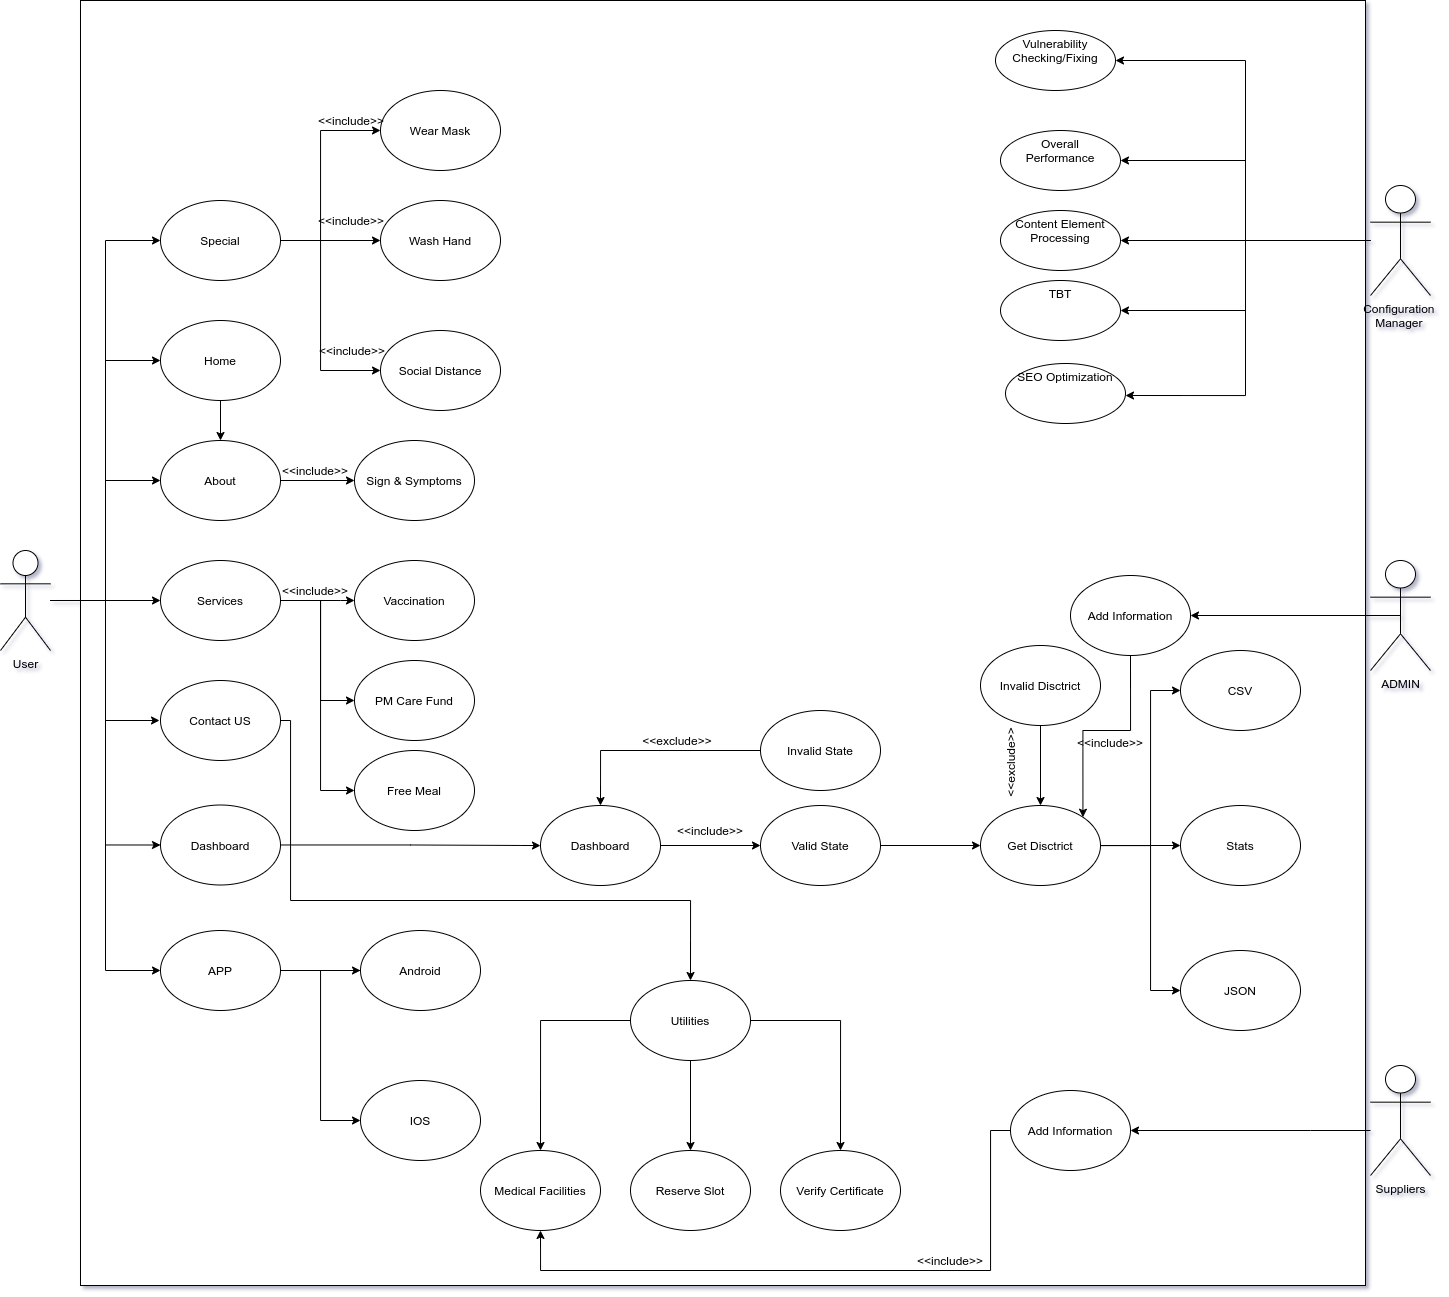 Vulnerability
Checking/Fixing
<<include>>
Wear Mask
Overall
Performance
<<include>>
Special
Wash Hand
Content Element
Processing
TBT
Configuration
Manager
<<include>>
Home
Social Distance
SEO Optimization
<<include>>
About
Sign & Symptoms
<<include>>
Services
Vaccination
Add Information
User
Invalid Disctrict
ADMIN
CSV
PM Care Fund
Contact US
<<exclude>>
Invalid State
<<exclude>>
<<include>>
Free Meal
<<include>>
Dashboard
Dashboard
Valid State
Get Disctrict
Stats
APP
Android
JSON
Utilities
IOS
Add Information
Medical Facilities
Reserve Slot
Verify Certificate
Suppliers
<<include>>